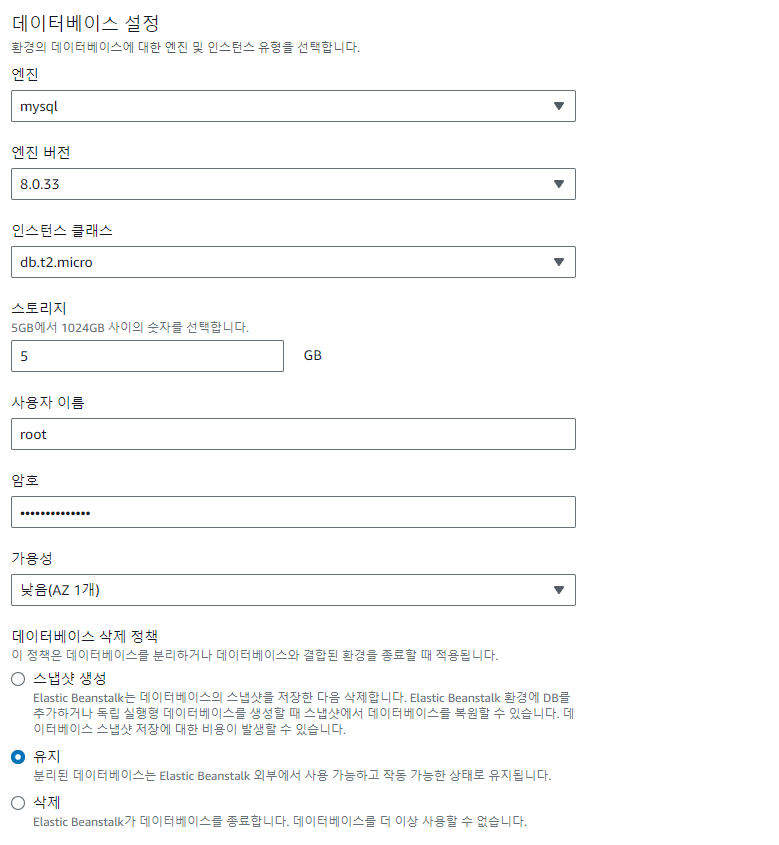 데이터베이스 설정
환경의 데이터베이스에 대한 엔진 및 인스턴스 유형을 선택합니다.
엔진
mysql
엔진 버전
8.0.33
인스턴스 클래스
db.t2.micro
스토리지
5GB에서 1024GB 사이의 숫자를 선택합니다.
5 GB
사용자 이름
root
암호
••••••••••••••
가용성
낮음(AZ 1개)
데이터베이스 삭제 정책
이 정책은 데이터베이스를 분리하거나 데이터베이스와 결합된 환경을 종료할 때 적용됩니다.
스냅샷 생성
Elastic Beanstalk는 데이터베이스의 스냅샷을 저장한 다음 삭제합니다. Elastic Beanstalk 환경에 DB를
추가하거나 독립 실행형 데이터베이스를 생성할 때 스냅샷에서 데이터베이스를 복원할 수 있습니다. 데
이터베이스 스냅샷 저장에 대한 비용이 발생할 수 있습니다.
유지
분리된 데이터베이스는 Elastic Beanstalk 외부에서 사용 가능하고 작동 가능한 상태로 유지됩니다.
삭제
Elastic Beanstalk가 데이터베이스를 종료합니다. 데이터베이스를 더 이상 사용할 수 없습니다.